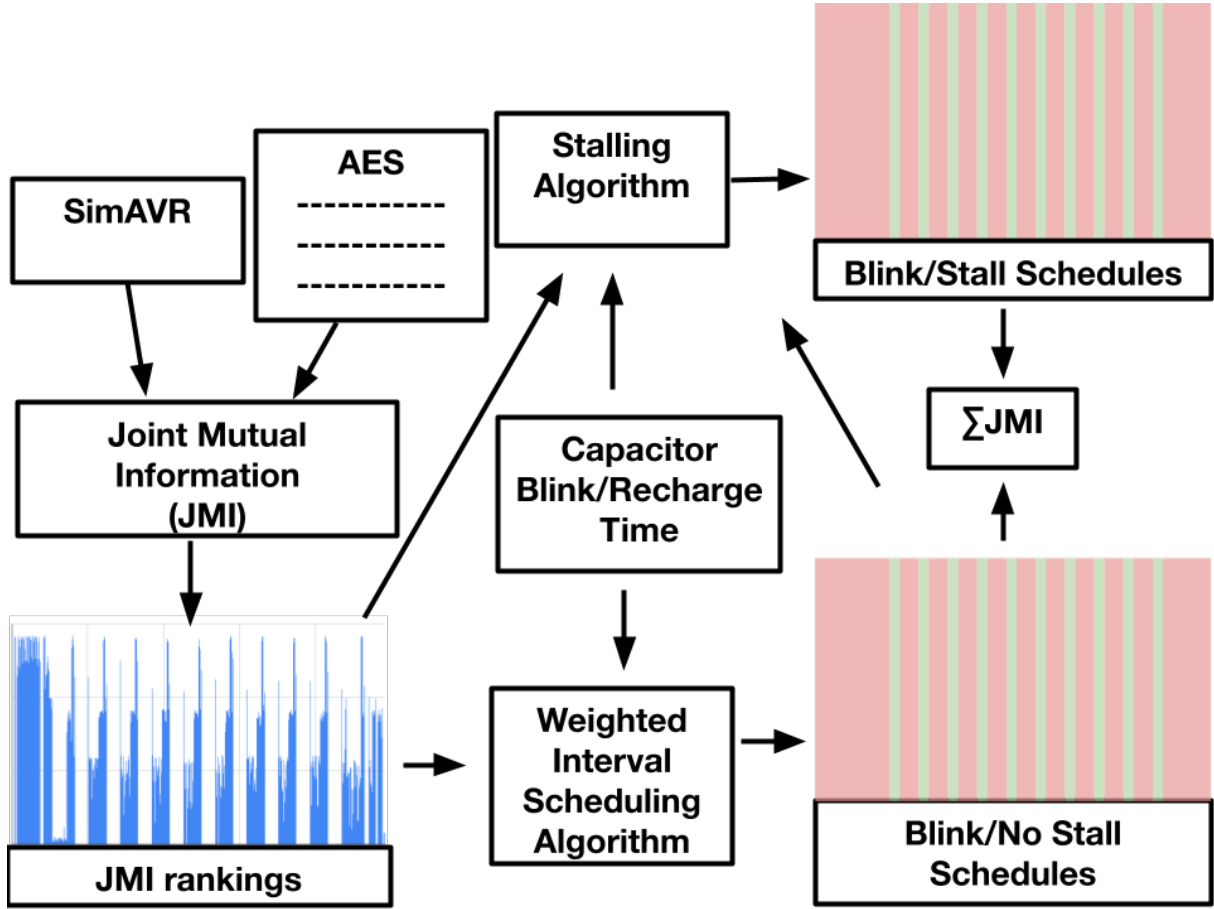 SimAVR
AES
-----------
-----------
-----------
Stalling
Algorithm
Blink/Stall Schedules
Joint Mutual
Information
(JMI)
Capacitor
Blink/Recharge
Time
∑JMI
JMI rankings
Weighted
Interval
Scheduling
Algorithm
Blink/No Stall
Schedules